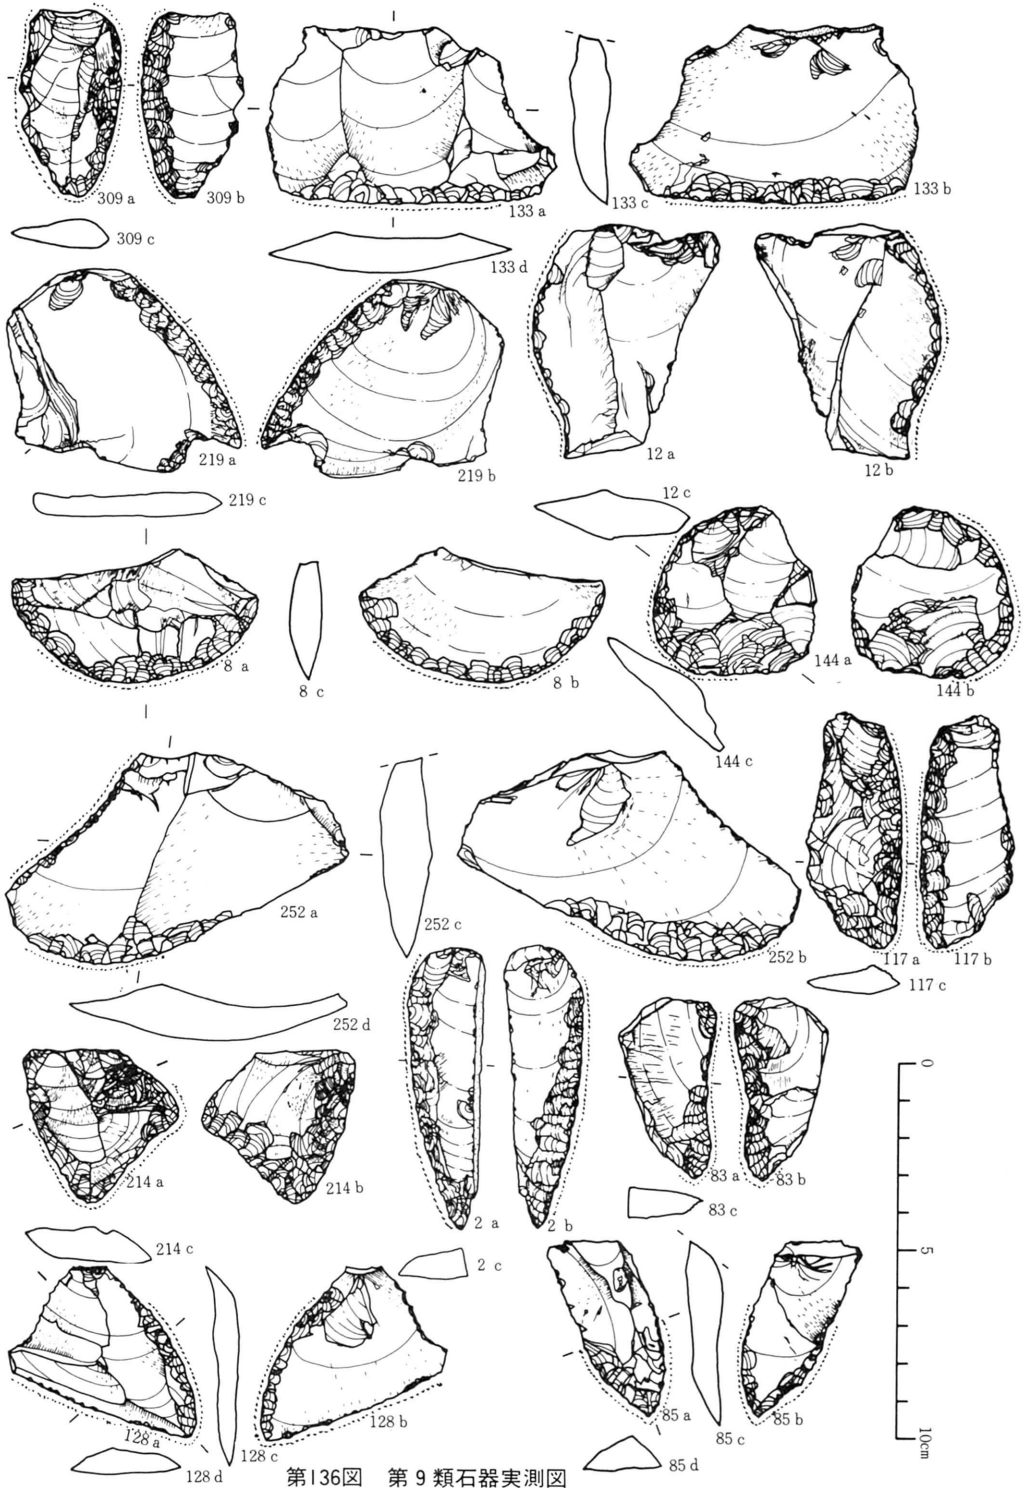 309 a
309 b
133 a
133 c
133 b
309 c
133 d
219 a
219 b
12 a
12 b
219 c
12 c
8 a
8 c
8 b
144 a
144 b
144 c
252 a
252 c
252 b
117 a
117 b
117 c
252 d
214 a
214 b
2 a
2 b
83 a
83 b
83 c
214 c
2 c
128 a
128 c
128 b
128 d
85 a
85 c
85 b
85 d
0
5
10cm
第136図 第9類石器実測図